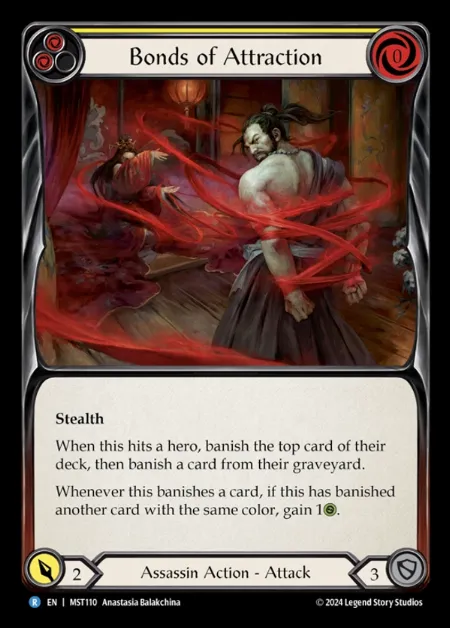 Bonds of Attraction
0
Stealth
When this hits a hero, banish the top card of their
deck, then banish a card from their graveyard.
Whenever this banishes a card, if this has banished
another card with the same color, gain 1.
2
Assassin Action - Attack
3
R EN | MST110 Anastasia Balakchina
© 2024 Legend Story Studios